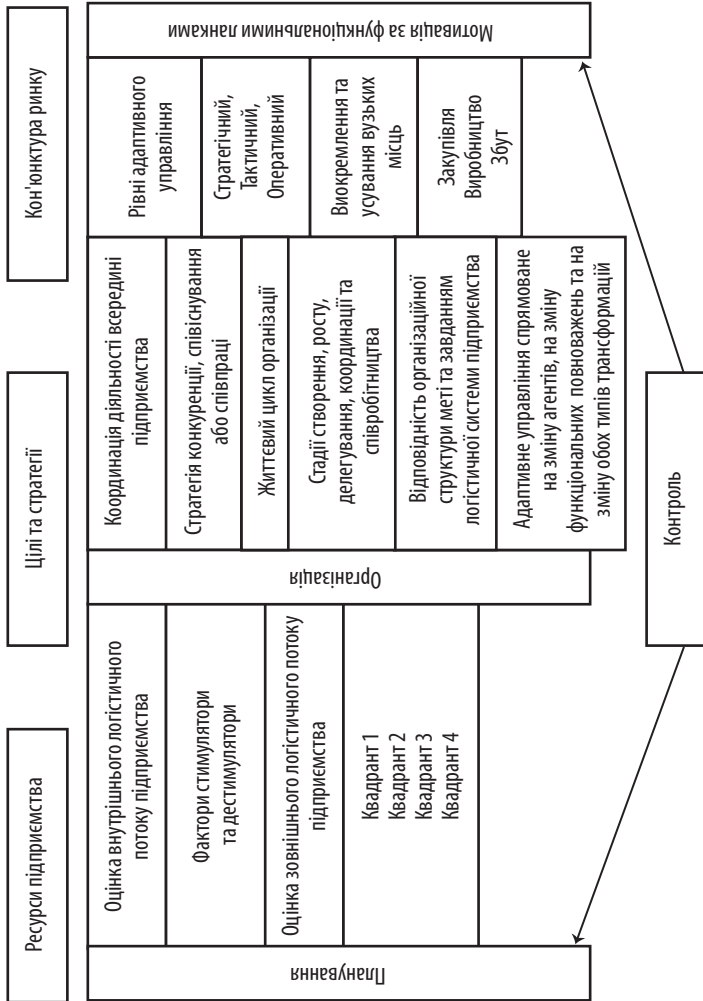 Ресурси підприємства
Цілі та стратегії
Кон'юнктура ринку
Планування
Оцінка внутрішнього логістичного
потоку підприємства
Фактори стимулятори
та дестимулятори
Оцінка зовнішнього логістичного потоку
підприємства
Квадрант 1
Квадрант 2
Квадрант 3
Квадрант 4
Організація
Координація діяльності всередині
підприємства
Стратегія конкуренції, співіснування
або співпраці
Життєвий цикл організації
Стадії створення, росту,
делегування, координації та
співробітництва
Відповідність організаційної
структури меті та завданням
логістичної системи підприємства
Адаптивне управління спрямоване
на зміну агентів, на зміну
функціональних повноважень та на
зміну обох типів трансформацій
Рівні адаптивного
управління
Стратегічний,
Тактичний,
Оперативний
Виокремлення та
усування вузьких
місць
Закупівля
Виробництво
Збут
Мотивація за функціональними ланками
Контроль